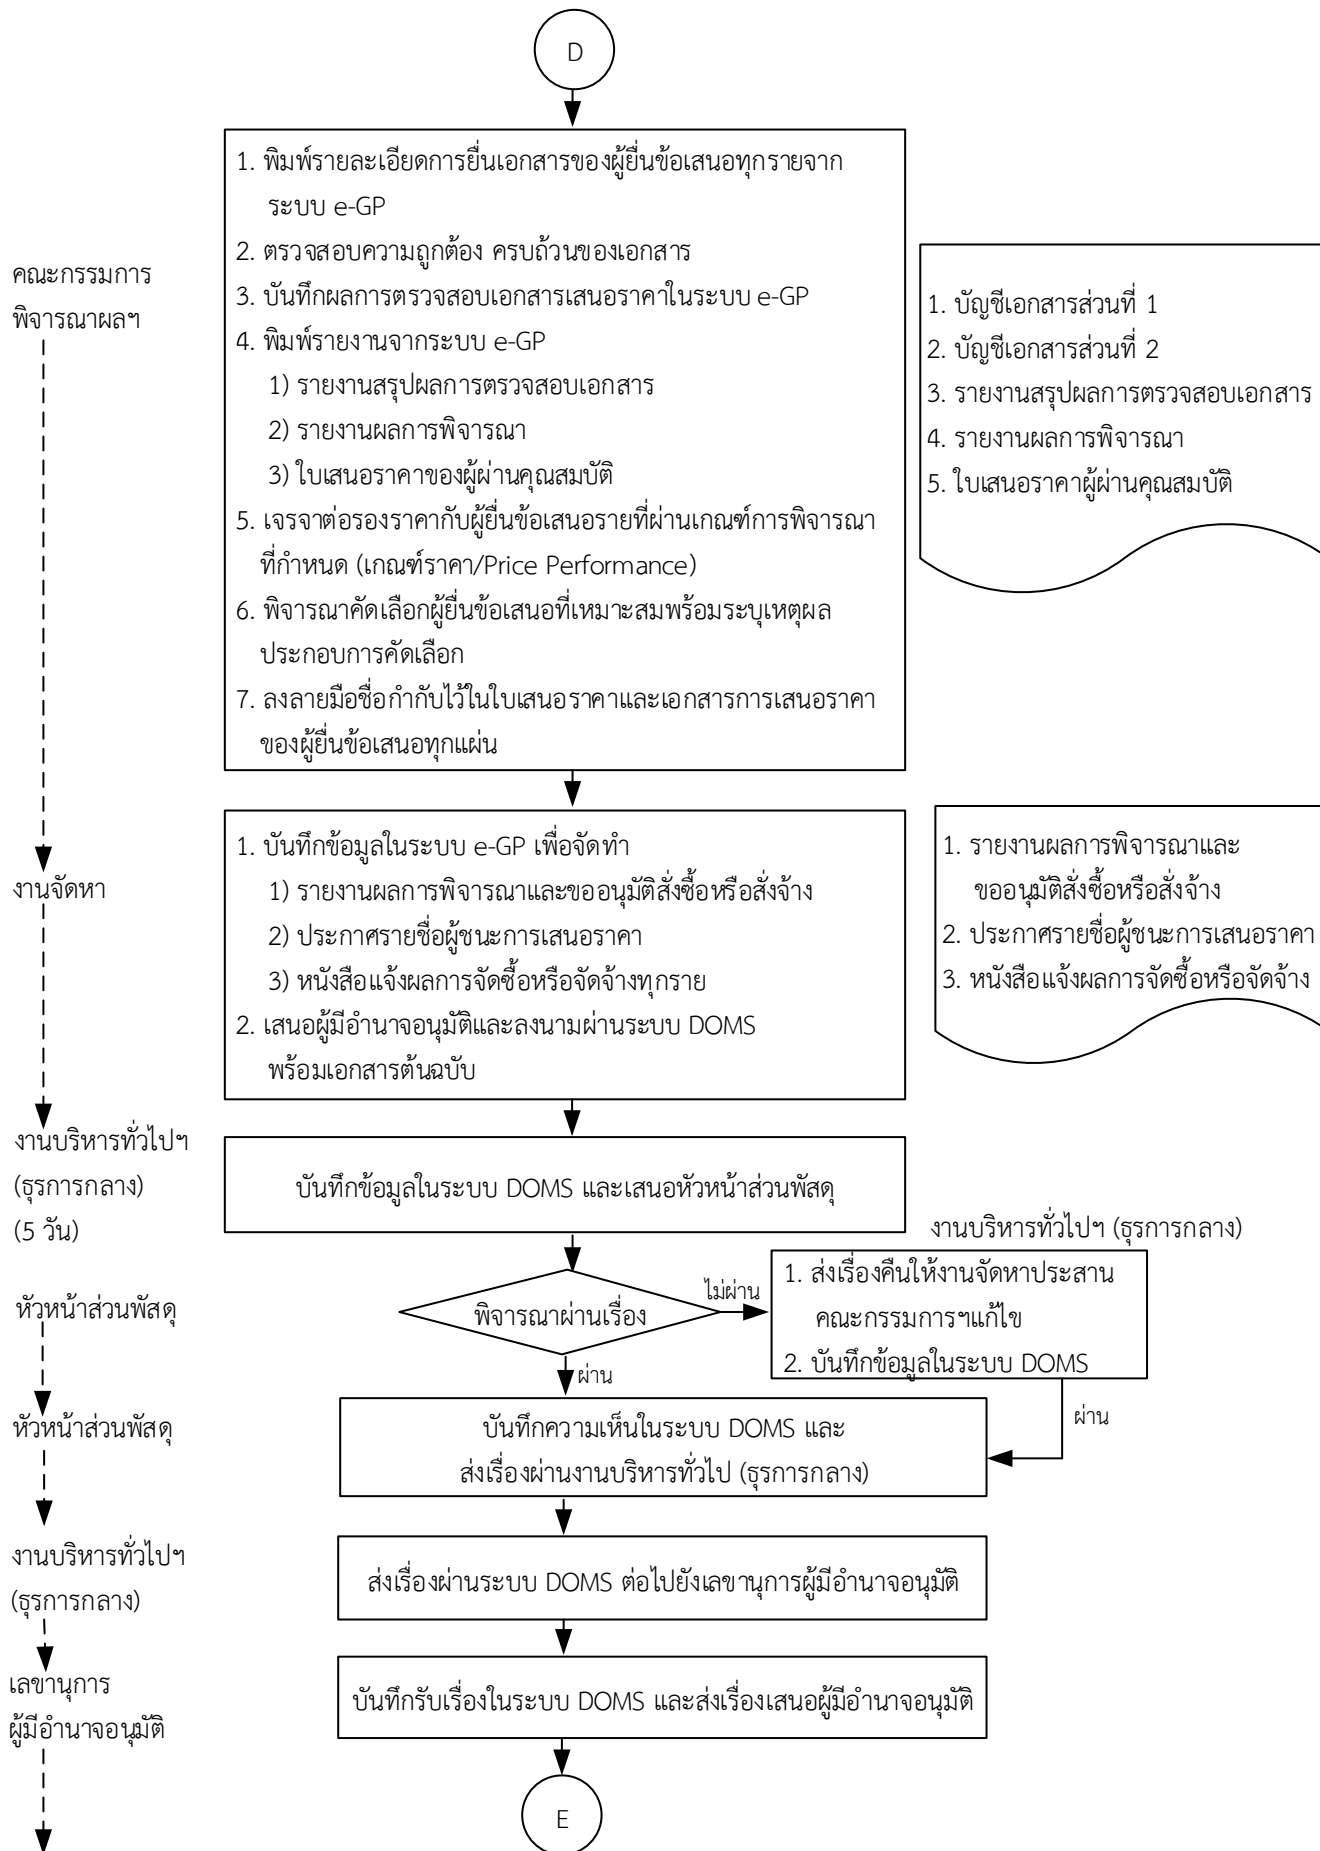 D
1. พิมพ์รายละเอียดการยื่นเอกสารของผู้ยื่นข้อเสนอทุกรายจาก
ระบบ e-GP
2. ตรวจสอบความถูกต้อง ครบถ้วนของเอกสาร
3. บันทึกผลการตรวจสอบเอกสารเสนอราคาในระบบ e-GP
4. พิมพ์รายงานจากระบบ e-GP
1) รายงานสรุปผลการตรวจสอบเอกสาร
2) รายงานผลการพิจารณา
3) ใบเสนอราคาของผู้ผ่านคุณสมบัติ
5. เจรจาต่อรองราคากับผู้ยื่นข้อเสนอรายที่ผ่านเกณฑ์การพิจารณา
ที่กำหนด (เกณฑ์ราคา/Price Performance)
6. พิจารณาคัดเลือกผู้ยื่นข้อเสนอที่เหมาะสมพร้อมระบุเหตุผล
ประกอบการคัดเลือก
7. ลงลายมือชื่อกำกับไว้ในใบเสนอราคาและเอกสารการเสนอราคา
ของผู้ยื่นข้อเสนอทุกแผ่น
คณะกรรมการ
พิจารณาผลฯ
1. บัญชีเอกสารส่วนที่ 1
2. บัญชีเอกสารส่วนที่ 2
3. รายงานสรุปผลการตรวจสอบเอกสาร
4. รายงานผลการพิจารณา
5. ใบเสนอราคาผู้ผ่านคุณสมบัติ
งานจัดหา
1. บันทึกข้อมูลในระบบ e-GP เพื่อจัดทำ
1) รายงานผลการพิจารณาและขออนุมัติสั่งซื้อหรือสั่งจ้าง
2) ประกาศรายชื่อผู้ชนะการเสนอราคา
3) หนังสือแจ้งผลการจัดซื้อหรือจัดจ้างทุกราย
2. เสนอผู้มีอำนาจอนุมัติและลงนามผ่านระบบ DOMS
พร้อมเอกสารต้นฉบับ
1. รายงานผลการพิจารณาและ
ขออนุมัติสั่งซื้อหรือสั่งจ้าง
2. ประกาศรายชื่อผู้ชนะการเสนอราคา
3. หนังสือแจ้งผลการจัดซื้อหรือจัดจ้าง
งานบริหารทั่วไปฯ
(ธุรการกลาง)
(5 วัน)
บันทึกข้อมูลในระบบ DOMS และเสนอหัวหน้าส่วนพัสดุ
งานบริหารทั่วไปฯ (ธุรการกลาง)
หัวหน้าส่วนพัสดุ
พิจารณาผ่านเรื่อง
ไม่ผ่าน
1. ส่งเรื่องคืนให้งานจัดหาประสาน
คณะกรรมการฯแก้ไข
2. บันทึกข้อมูลในระบบ DOMS
ผ่าน
ผ่าน
หัวหน้าส่วนพัสดุ
บันทึกความเห็นในระบบ DOMS และ
ส่งเรื่องผ่านงานบริหารทั่วไป (ธุรการกลาง)
งานบริหารทั่วไปฯ
(ธุรการกลาง)
ส่งเรื่องผ่านระบบ DOMS ต่อไปยังเลขานุการผู้มีอำนาจอนุมัติ
เลขานุการ
ผู้มีอำนาจอนุมัติ
บันทึกรับเรื่องในระบบ DOMS และส่งเรื่องเสนอผู้มีอำนาจอนุมัติ
E